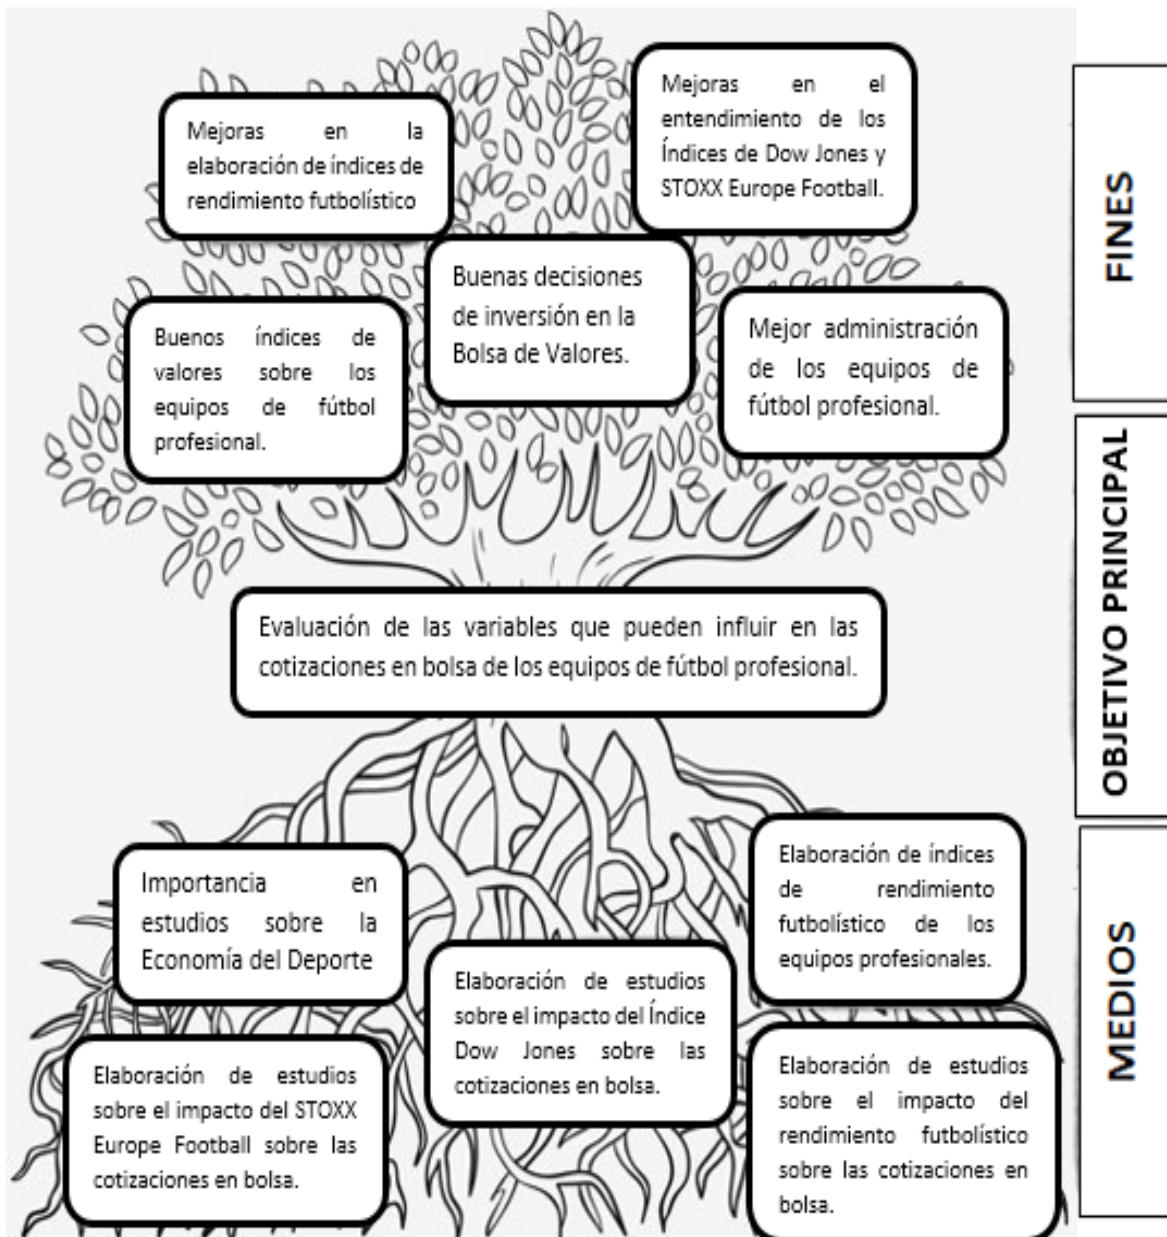 Mejoras en la
elaboración de índices de
rendimiento futbolístico
Mejoras en el
entendimiento de los
Índices de Dow Jones y
STOXX Europe Football.
Buenas decisiones
de inversión en la
Bolsa de Valores.
Buenos índices de
valores sobre los
equipos de fútbol
profesional.
Mejor administración
de los equipos de
fútbol profesional.
FINES
Evaluación de las variables que pueden influir en las
cotizaciones en bolsa de los equipos de fútbol profesional.
OBJETIVO PRINCIPAL
Importancia en
estudios sobre la
Economía del Deporte
Elaboración de índices
de rendimiento
futbolístico de los
equipos profesionales.
Elaboración de estudios
sobre el impacto del Índice
Dow Jones sobre las
cotizaciones en bolsa.
Elaboración de estudios
sobre el impacto del STOXX
Europe Football sobre las
cotizaciones en bolsa.
Elaboración de estudios
sobre el impacto del
rendimiento futbolístico
sobre las cotizaciones en
bolsa.
MEDIOS